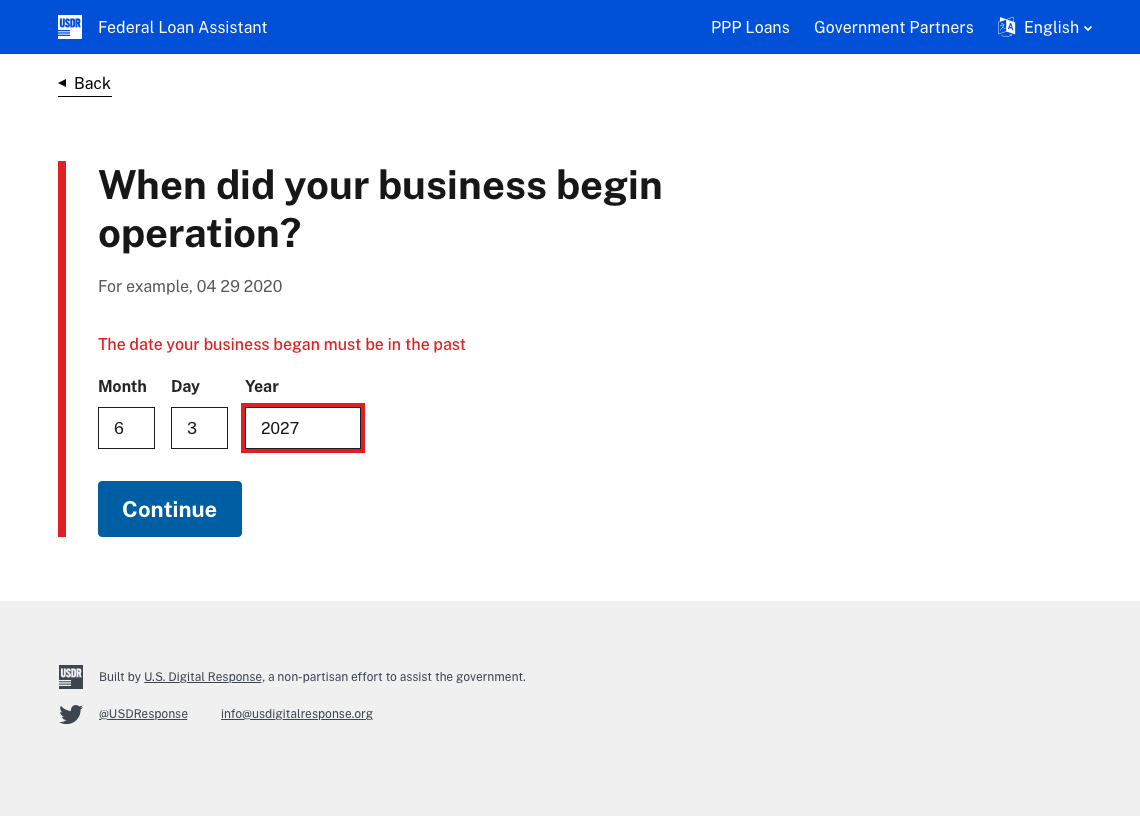 USDR
Federal Loan Assistant
PPP Loans
Government Partners
English
Back
When did your business begin
operation?
For example, 04 29 2020
The date your business began must be in the past
Month Day Year
6 3 2027
Continue
USDR
Built by U.S. Digital Response, a non-partisan effort to assist the government.
@USDResponse info@usdigitalresponse.org